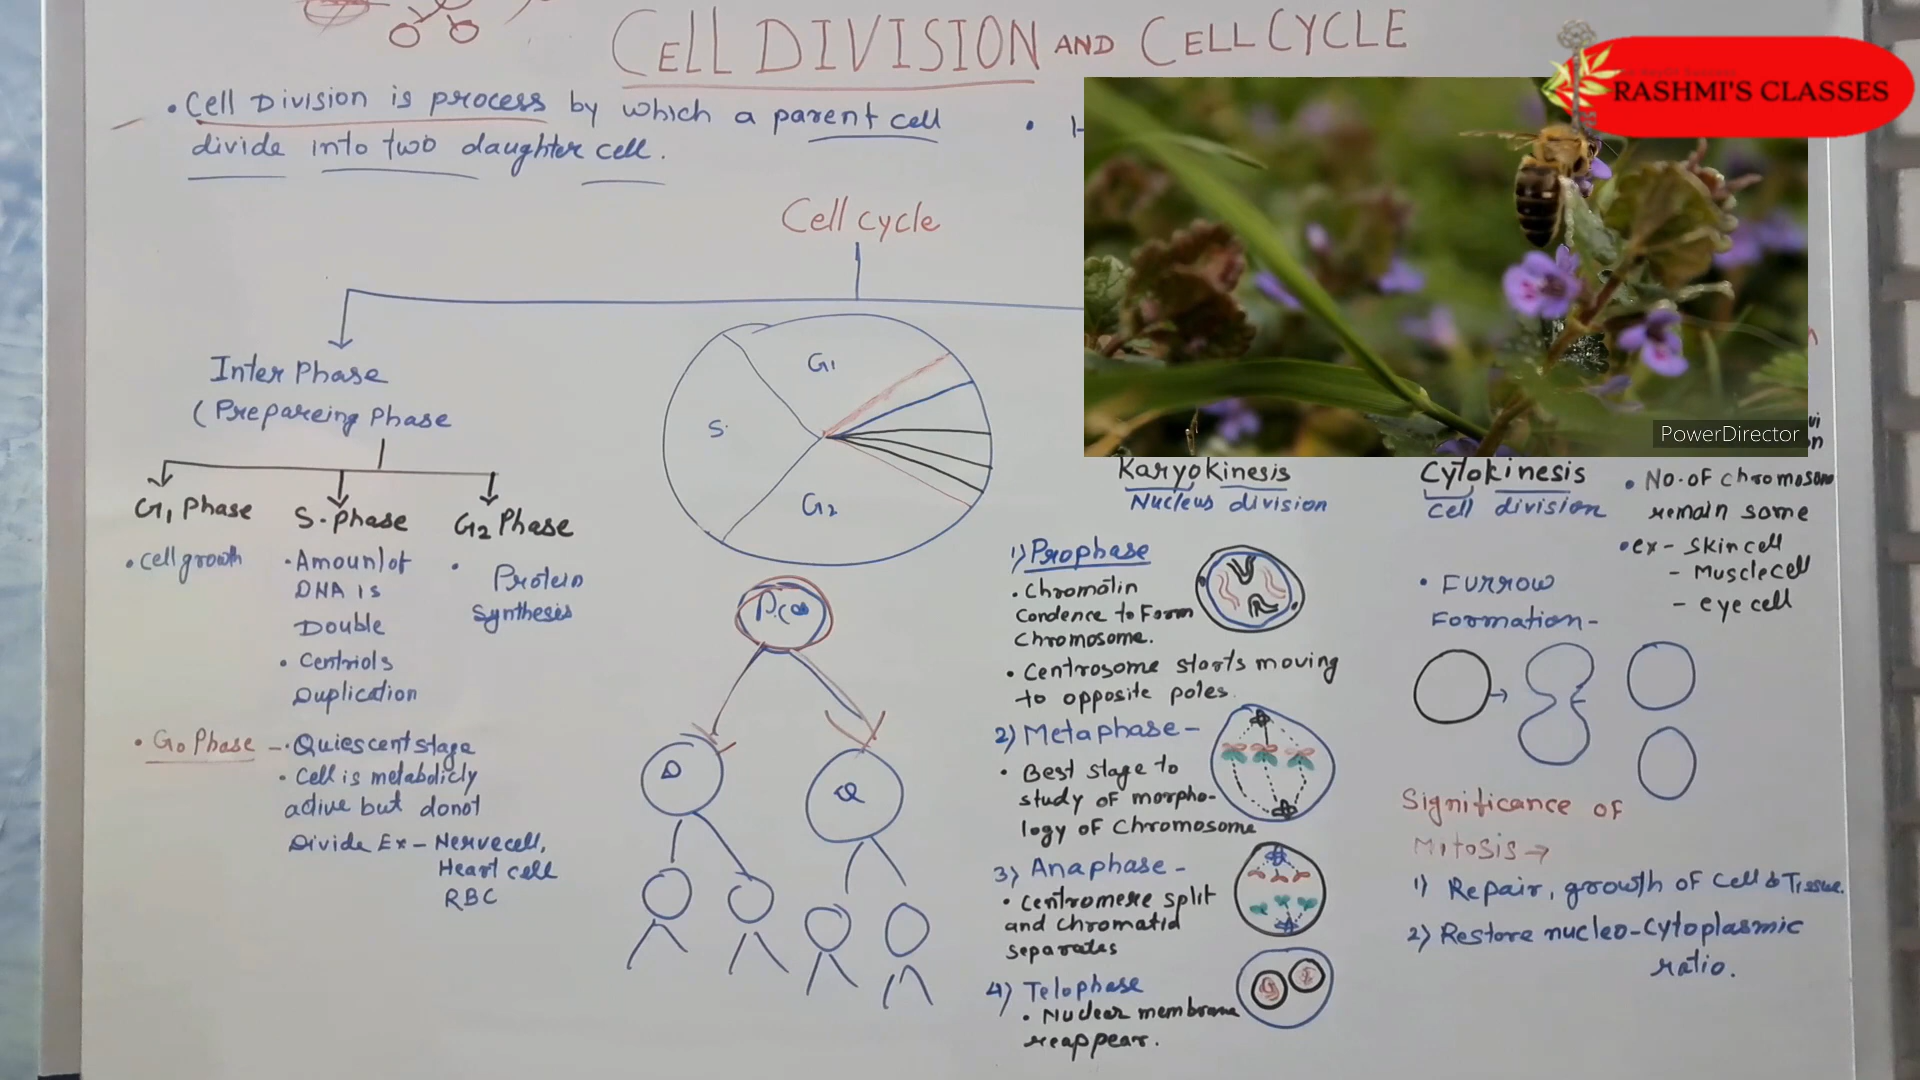 CELL DIVISION AND CELL CYCLE
RASHMI'S CLASSES
• Cell Division is process by which a parent cell
divide into two daughter cell.
Cell cycle
Inter Phase
(Prepareing Phase
G1 Phase
• cell growth
S-Phase
• Amount of
DNA is
Double
• Centriols
Duplication
G2 Phase
• Protein
synthesis
• G0 Phase - • Quiescent stage
• Cell is metabolicly
active but donot
Divide Ex - Nerve cell,
Heart cell
RBC
G1
S
G2
D
PowerDirector
Karyokinesis
Nucleus division
1) Prophase
• Chromatin
Condence to Form
Chromosome.
• Centrosome starts moving
to opposite poles.
2) Metaphase -
• Best stage to
study of morpho-
logy of Chromosome
3) Anaphase -
• Centromere split
and chromatid
separates
4) Telophase
• Nuclear membrane
reappear.
Cytokinesis
Cell division
• Furrow
Formation -
• No. of chromosom
remain same
• ex - Skin cell
- Muscle cell
- eye cell
Significance of
Mitosis →
1) Repair, growth of Cell & Tissue.
2) Restore nucleo-cytoplasmic
ratio.